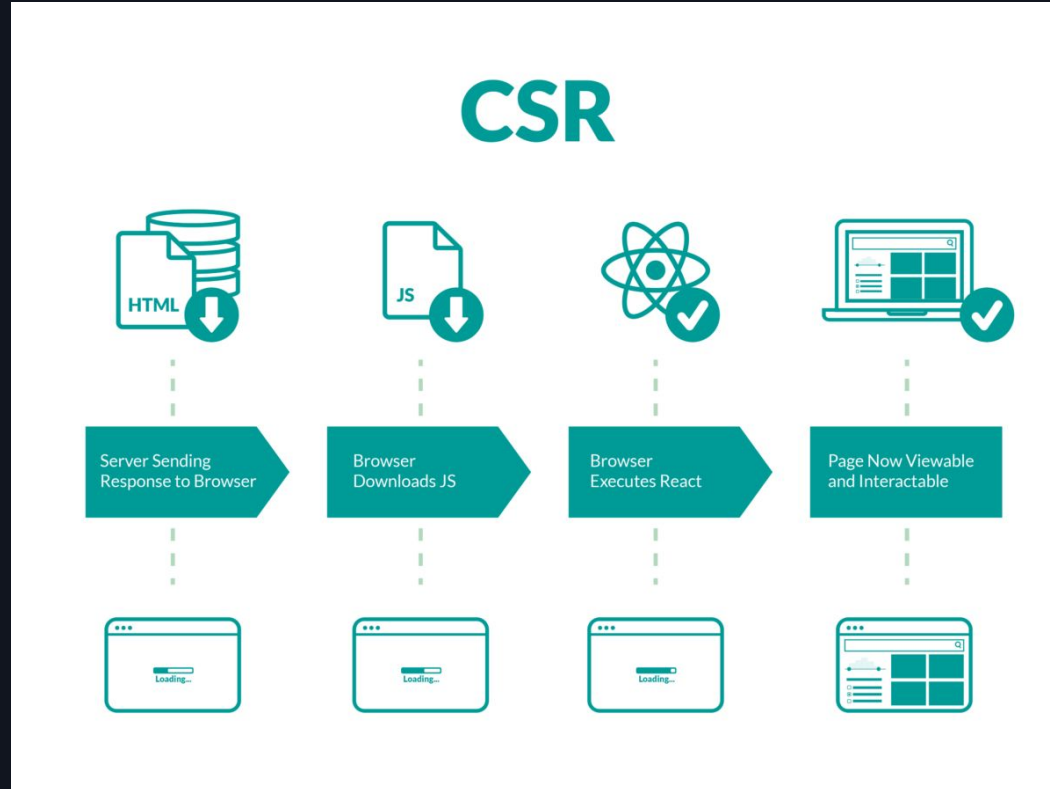 CSR
HTML
JS
Server Sending
Response to Browser
Browser
Downloads JS
Browser
Executes React
Page Now Viewable
and Interactable
Loading...
Loading...
Loading...